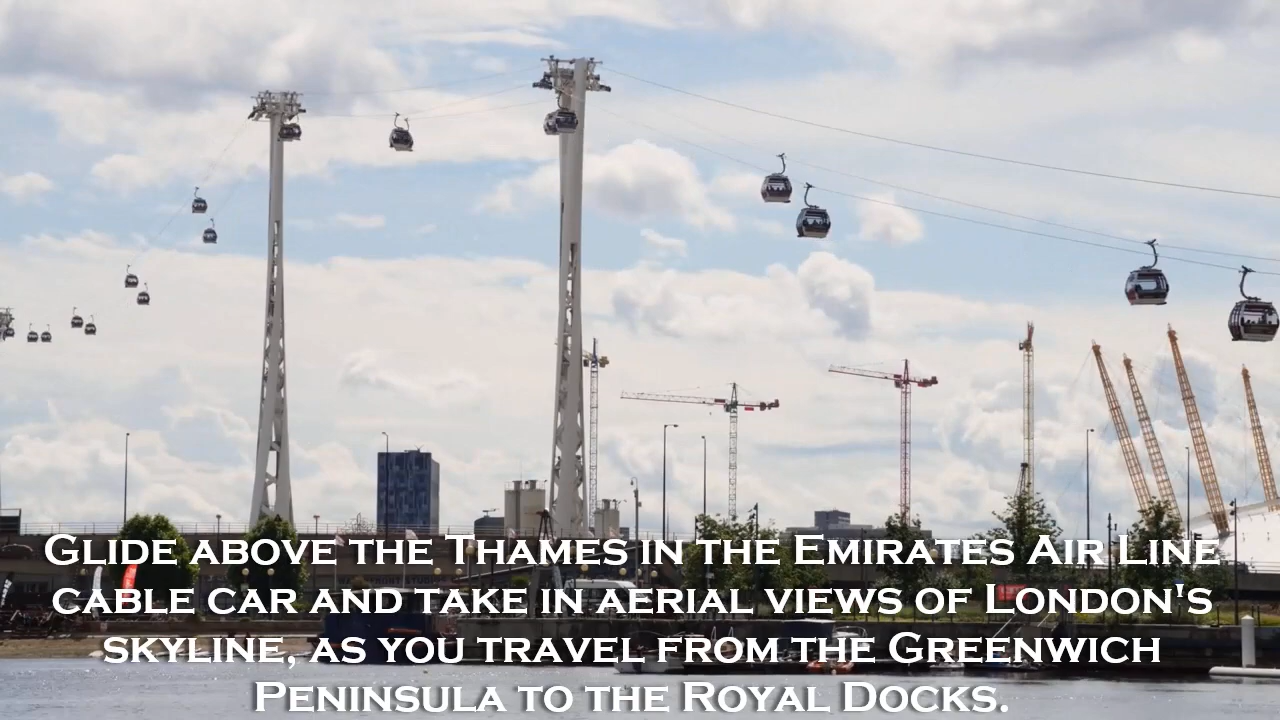 Glide above the Thames in the Emirates Air Line
cable car and take in aerial views of London's
skyline, as you travel from the Greenwich
Peninsula to the Royal Docks.